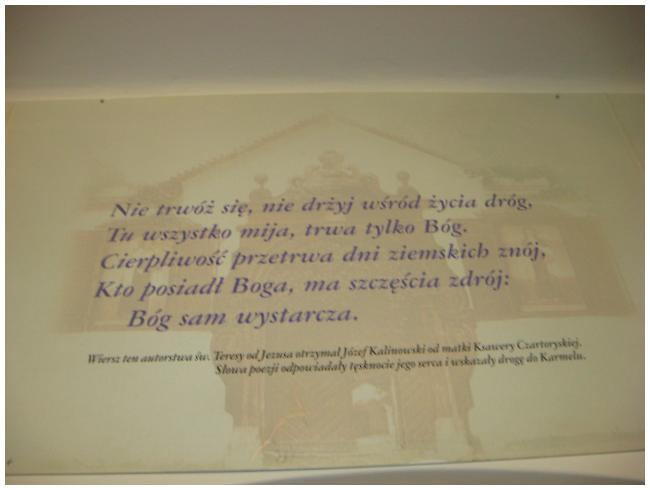 Nie trwóż się, nie drżyj wśród życia dróg,
Tu wszystko mija, trwa tylko Bóg.
Cierpliwość przetrwa dni ziemskich znój,
Kto posiadł Boga, ma szczęścia zdrój:
Bóg sam wystarcza.
Wiersz ten autorstwa św. Teresy od Jezusa otrzymał Józef Kalinowski od matki Ksawery Czartoryskiej.
Słowa poezji odpowiadały tęsknocie jego serca i wskazały drogę do Karmelu.